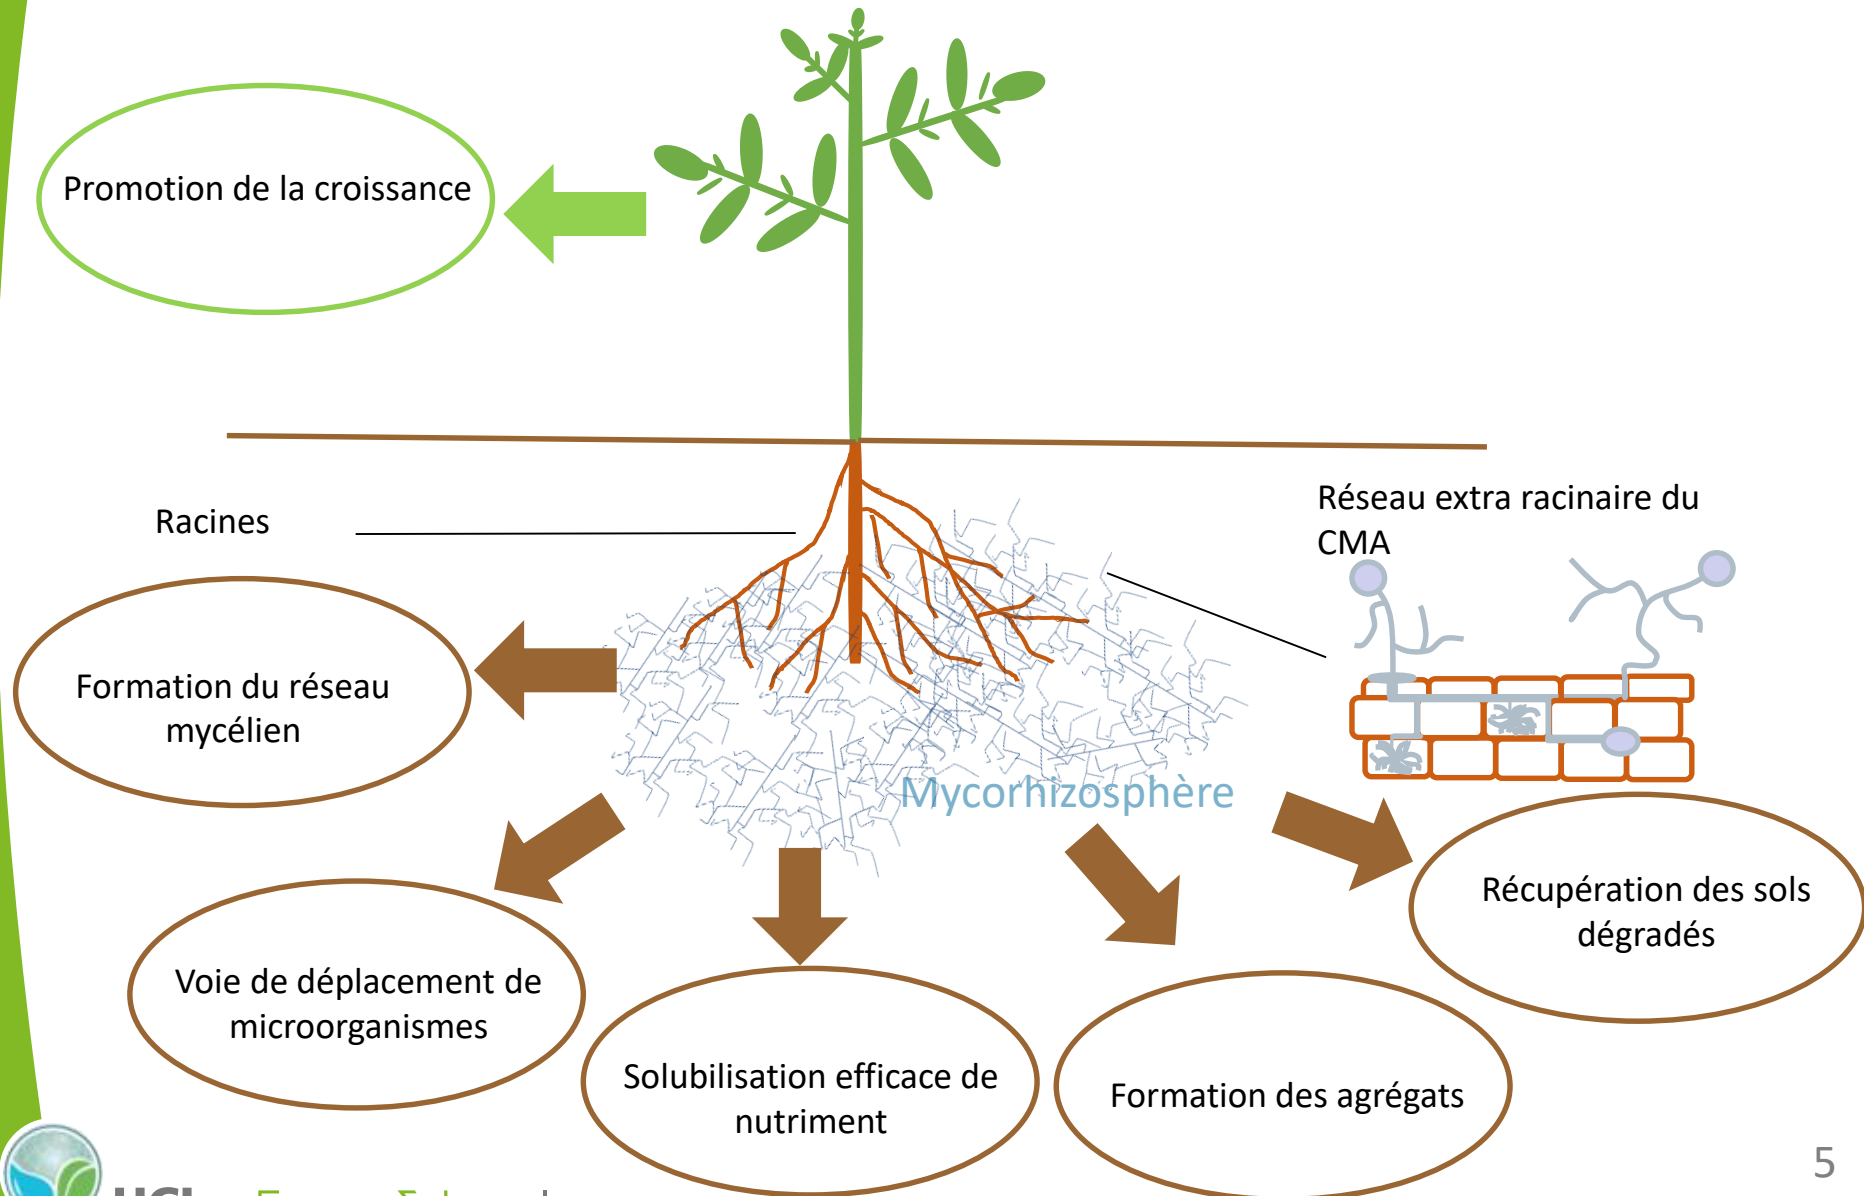 Promotion de la croissance
Racines
Réseau extra racinaire du
CMA
Formation du réseau
mycélien
Mycorhizosphère
Récupération des sols
dégradés
Voie de déplacement de
microorganismes
Solubilisation efficace de
nutriment
Formation des agrégats
5